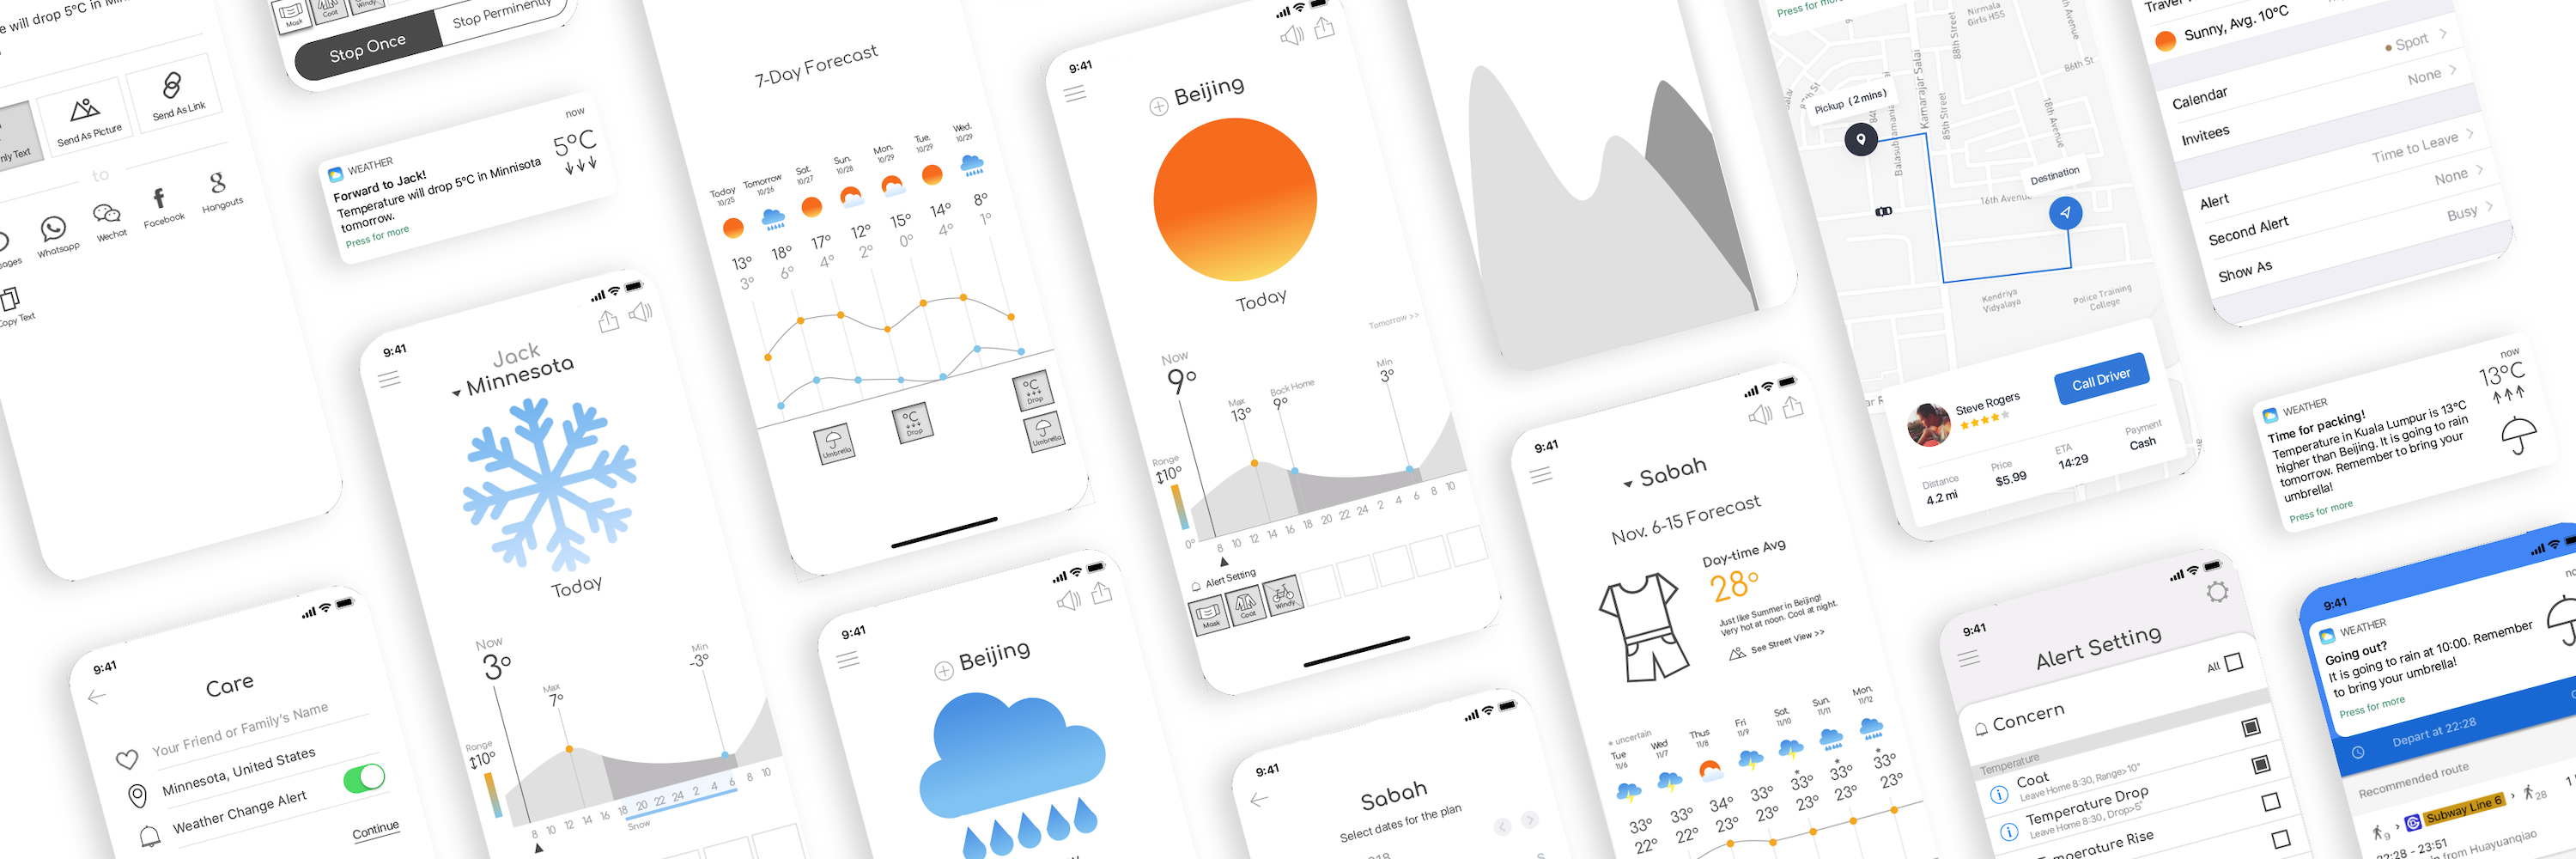 e will drop 5°C in Minn
nly Text
Send As Picture
Send As Link
to
sages
Whatsapp
Wechat
Facebook
Hangouts
Copy Text
Mask
Coat
Windy
Stop Once
Stop Perminently
WEATHER
now
Forward to Jack!
Temperature will drop 5°C in Minnisota
tomorrow.
Press for more
5°C
9:41
Care
Your Friend or Family's Name
Minnesota, United States
Weather Change Alert
Continue
9:41
Jack
Minnesota
Today
Now
3°
Max
7°
Min
-3°
Range
10°
8 10 12 14 16 18 20 22 24 2 4 6 8 10
Snow
7-Day Forecast
Today Tomorrow Sat. Sun. Mon. Tue. Wed.
10/25 10/26 10/27 10/28 10/29 10/29 10/29
13° 18° 17° 12° 15° 14° 8°
3° 6° 4° 2° 0° 4° 1°
Umbrella
°C
Drop
°C
Drop
Umbrella
9:41
Beijing
9:41
Beijing
Today
Tomorrow >>
Now
9°
Max
13°
Back Home
9°
Min
3°
Range
10°
0°
8 10 12 14 16 18 20 22 24 2 4 6 8 10
Alert Setting
Mask
Coat
Windy
9:41
Sabah
Select dates for the plan
9:41
Sabah
Nov. 6-15 Forecast
Day-time Avg
28°
Just like Summer in Beijing!
Very hot at noon. Cool at night.
See Street View >>
* uncertain
Tue Wed Thus Fri Sat. Sun. Mon.
11/6 11/7 11/8 11/9 11/10 11/11 11/12
33° 33° 34° 33° 33° 33° 33°
22° 22° 23° 23° 23° 23° 23°
Press for more
Nirmala
Girls HSS
88th Street
Kamarajar Salai
85th Street
86th St
18th Avenue
16th Avenue
Pickup ( 2 mins )
Destination
Kendriya
Vidyalaya
Police Training
College
Steve Rogers
Call Driver
Distance
4.2 mi
Price
$5.99
ETA
14:29
Payment
Cash
Sunny, Avg. 10°C
Calendar
Sport
Invitees
None
Alert
Time to Leave
Second Alert
None
Show As
Busy
WEATHER
now
Time for packing!
Temperature in Kuala Lumpur is 13°C
higher than Beijing. It is going to rain
tomorrow. Remember to bring your
umbrella!
Press for more
13°C
9:41
Alert Setting
All
Concern
Temperature
Coat
Leave Home 8:30, Range>10°
Temperature Drop
Leave Home 8:30, Drop>5°
Temperature Rise
9:41
WEATHER
Going out?
It is going to rain at 10:00. Remember
to bring your umbrella!
Press for more
Depart at 22:28
Recommended route
9
Subway Line 6
28
22:28 - 23:51
from Huayuanqiao